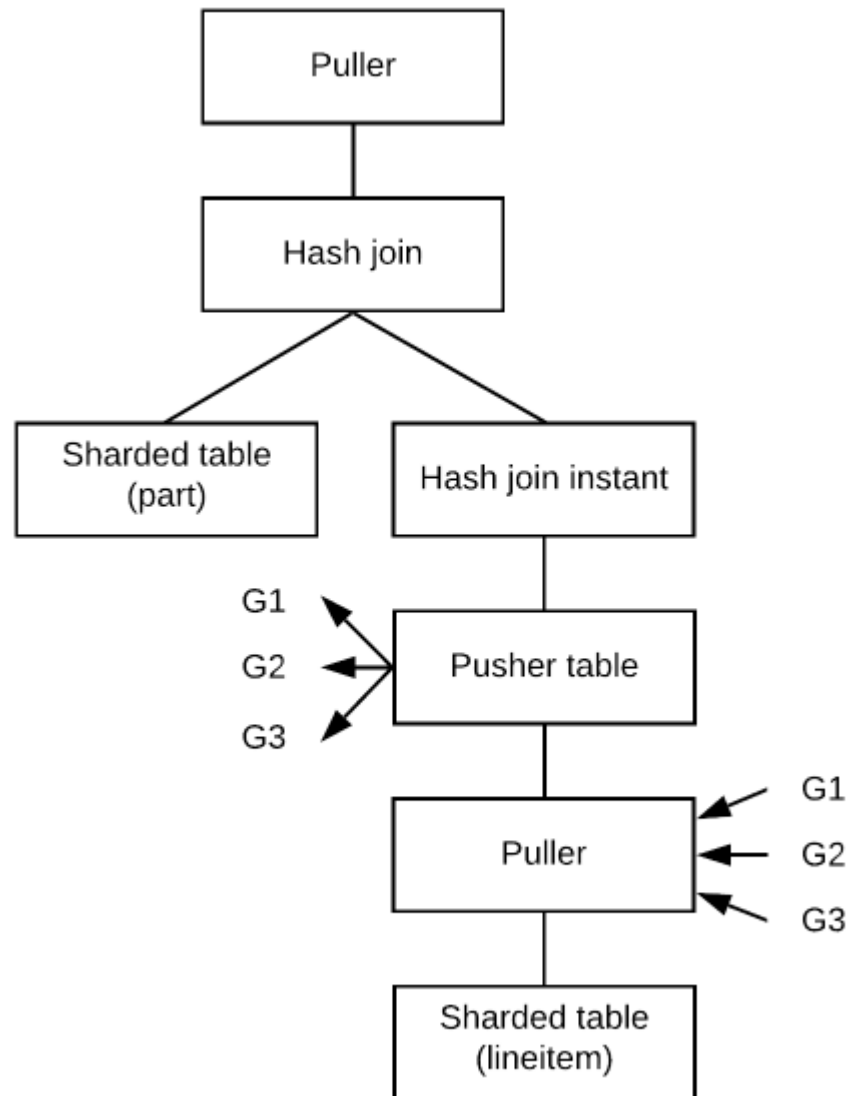 Puller
Hash join
Sharded table
(part)
Hash join instant
G1
G2
G3
Pusher table
Puller
G1
G2
G3
Sharded table
(lineitem)